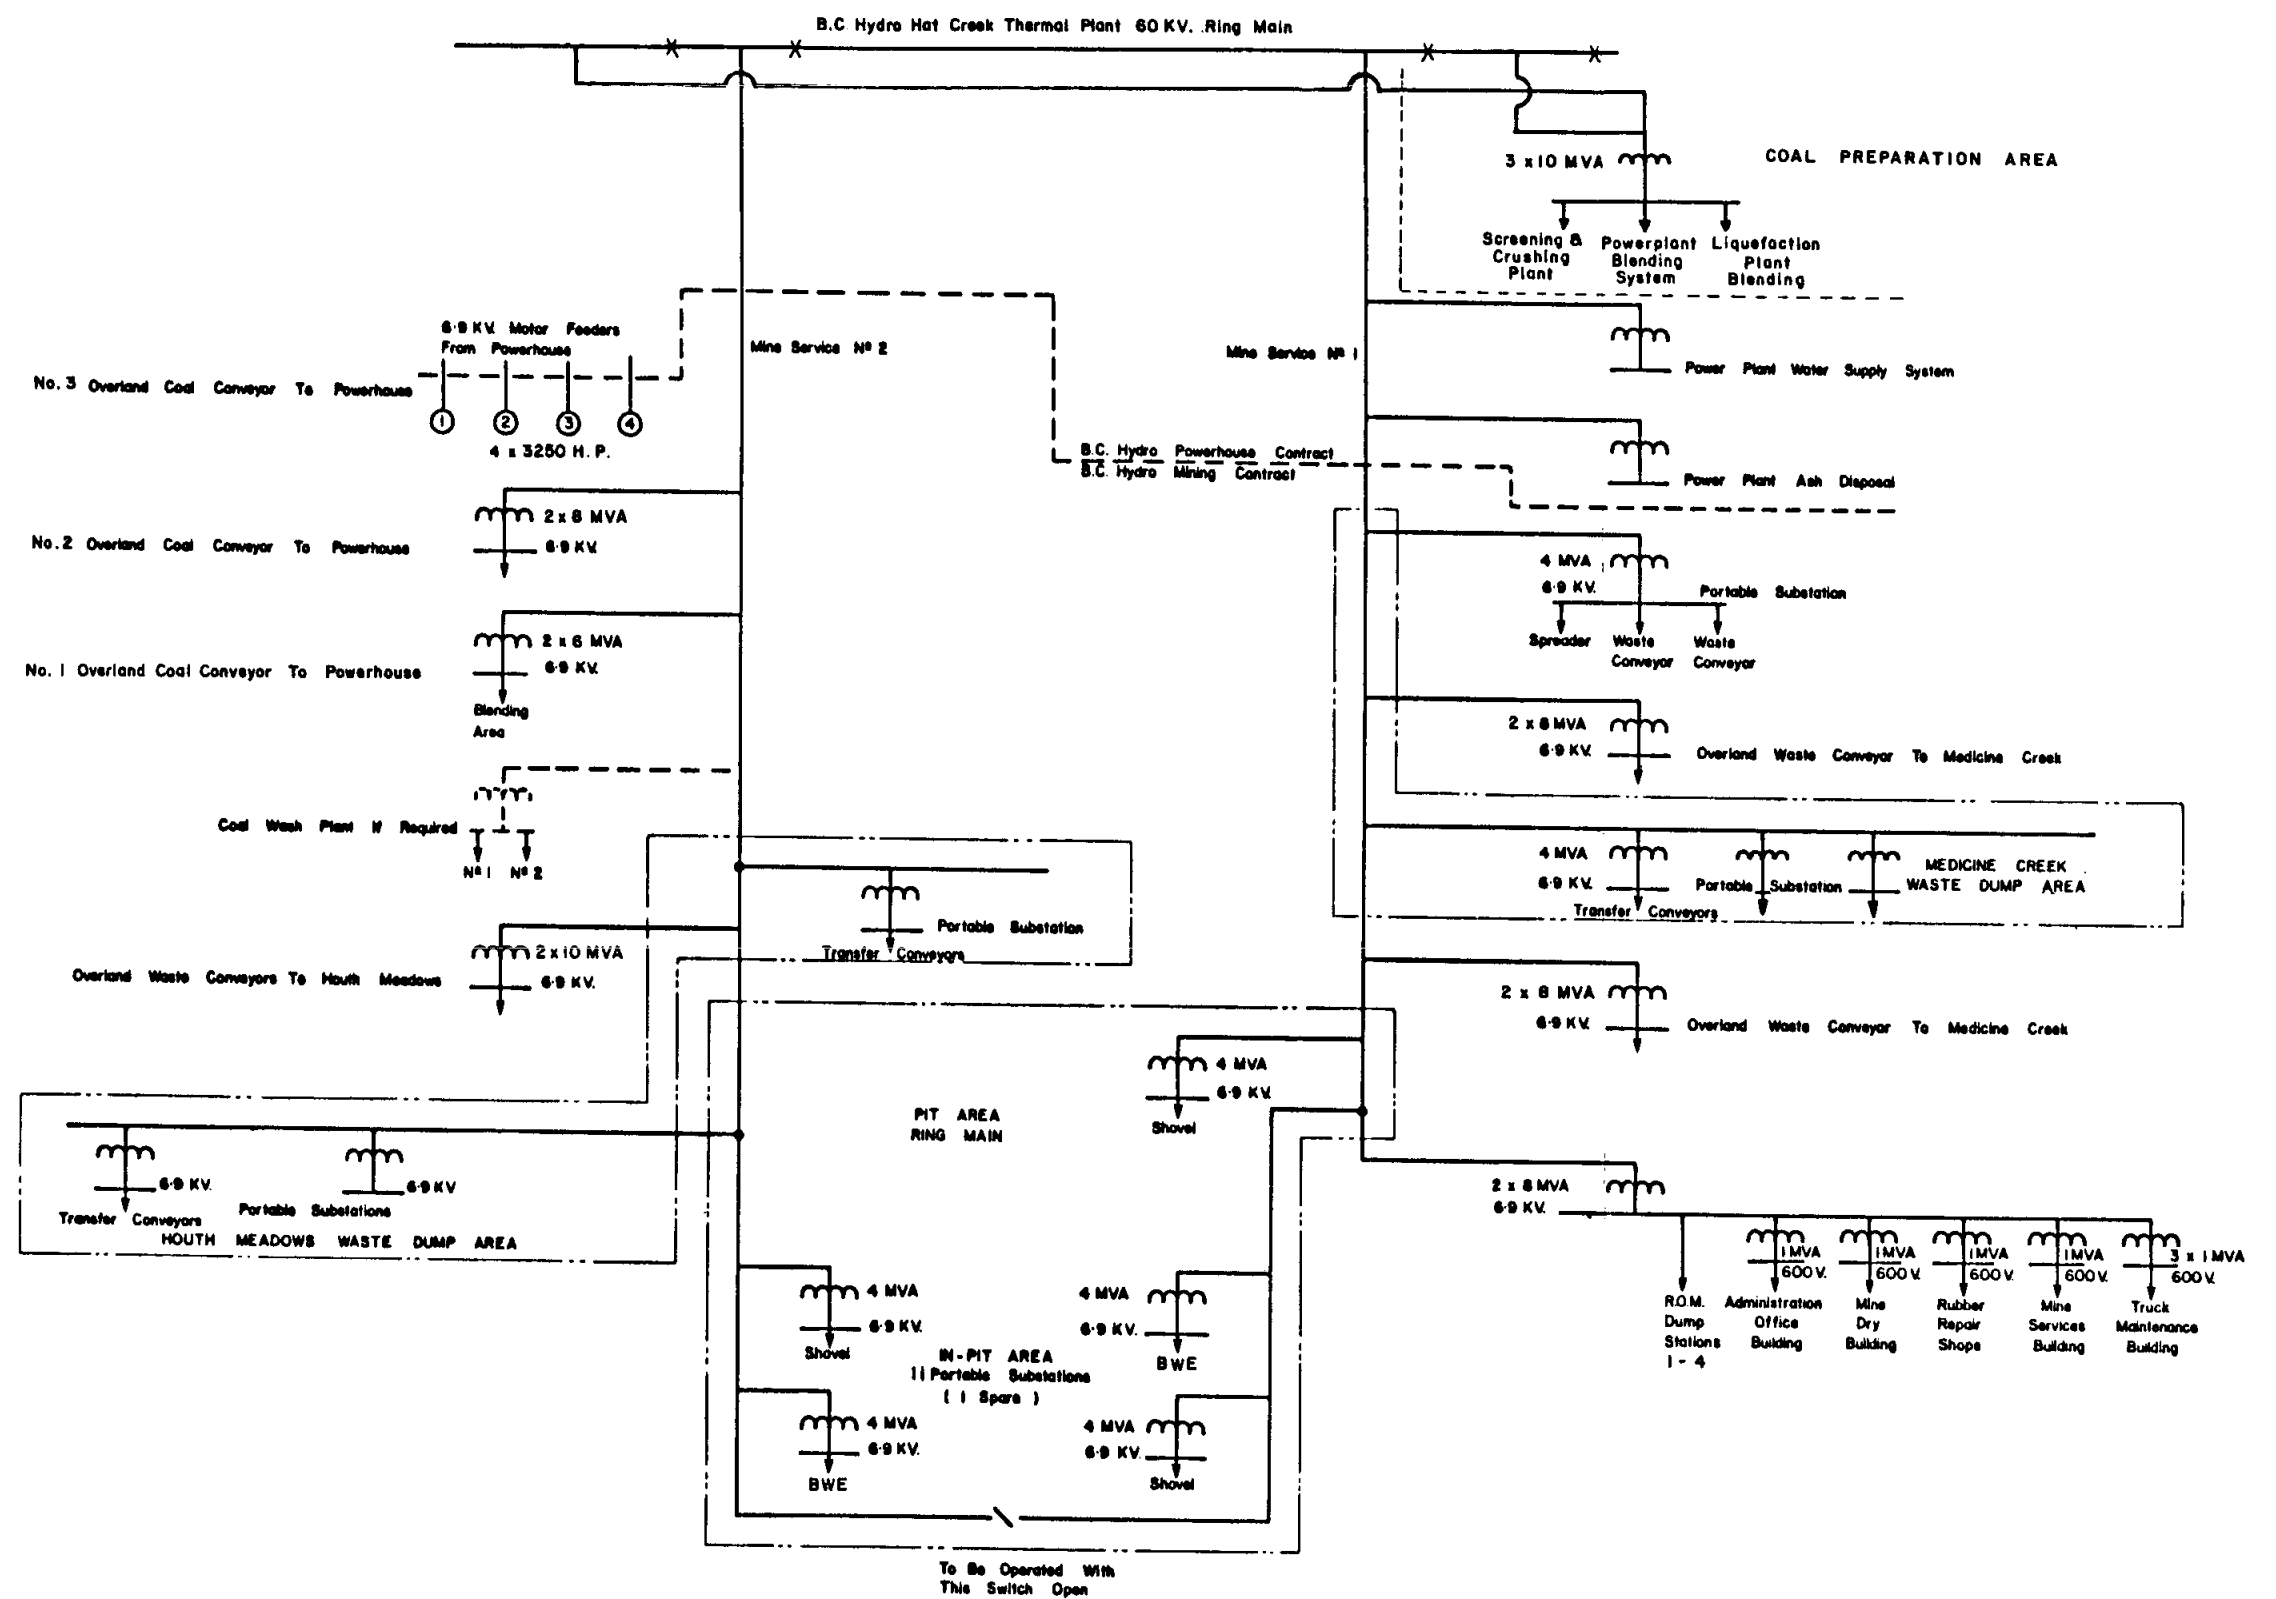 B.C Hydro Hat Creek Thermal Plant 60 KV. Ring Main
3 x 10 MVA
COAL PREPARATION AREA
Screening &
Crushing
Plant
Powerplant
Blending
System
Liquefaction
Plant
Blending
6·9 KV. Motor Feeders
From Powerhouse
No. 3 Overland Coal Conveyor To Powerhouse
1 2 3 4
4 x 3250 H.P.
Mine Service Nº 2
Mine Service Nº 1
Power Plant Water Supply System
B.C. Hydro Powerhouse Contract
B.C. Hydro Mining Contract
Power Plant Ash Disposal
No. 2 Overland Coal Conveyor To Powerhouse
2 x 8 MVA
6·9 KV.
4 MVA
6·9 KV.
Portable Substation
Spreader
Waste
Conveyor
Waste
Conveyor
No. 1 Overland Coal Conveyor To Powerhouse
2 x 6 MVA
6·9 KV.
Blending
Area
2 x 8 MVA
6·9 KV.
Overland Waste Conveyor To Medicine Creek
Coal Wash Plant If Required
Nº 1 Nº 2
4 MVA
6·9 KV.
Portable Substation
Transfer Conveyors
MEDICINE CREEK
WASTE DUMP AREA
Portable Substation
Transfer Conveyors
Overland Waste Conveyors To Houth Meadows
2 x 10 MVA
6·9 KV.
2 x 8 MVA
6·9 KV.
Overland Waste Conveyor To Medicine Creek
4 MVA
6·9 KV.
Shovel
PIT AREA
RING MAIN
6·9 KV.
6·9 KV
Transfer Conveyors
Portable Substations
HOUTH MEADOWS WASTE DUMP AREA
2 x 8 MVA
6·9 KV.
1 MVA
600 V.
1 MVA
600 V.
1 MVA
600 V.
1 MVA
600 V.
3 x 1 MVA
600 V.
R.O.M.
Dump
Stations
1 - 4
Administration
Office
Building
Mine
Dry
Building
Rubber
Repair
Shops
Mine
Services
Building
Truck
Maintenance
Building
4 MVA
6·9 KV.
Shovel
4 MVA
6·9 KV.
BWE
IN-PIT AREA
11 Portable Substations
( 1 Spare )
4 MVA
6·9 KV.
BWE
4 MVA
6·9 KV.
Shovel
To Be Operated With
This Switch Open